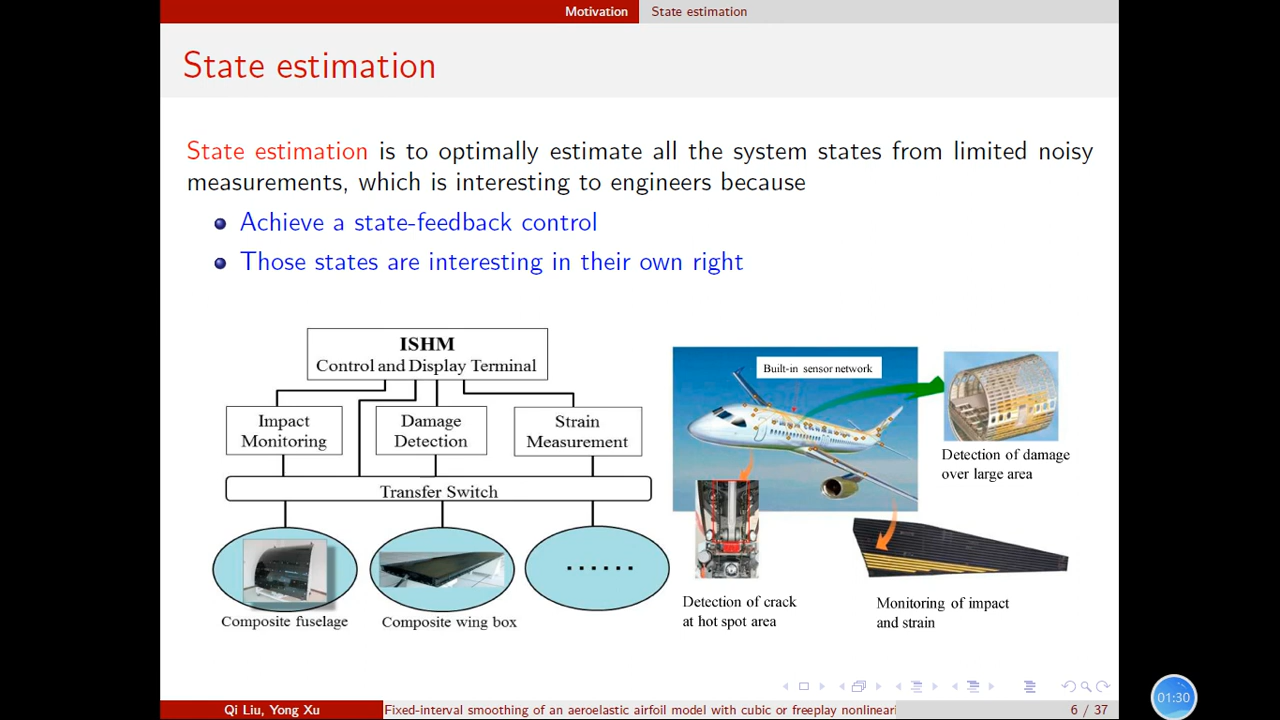 Motivation State estimation
State estimation
State estimation is to optimally estimate all the system states from limited noisy
measurements, which is interesting to engineers because
Achieve a state-feedback control
Those states are interesting in their own right
ISHM
Control and Display Terminal
Impact
Monitoring
Damage
Detection
Strain
Measurement
Transfer Switch
......
Composite fuselage
Composite wing box
Built-in sensor network
Detection of damage
over large area
Detection of crack
at hot spot area
Monitoring of impact
and strain
Qi Liu, Yong Xu
Fixed-interval smoothing of an aeroelastic airfoil model with cubic or freeplay nonlineari
6 / 37
01:30